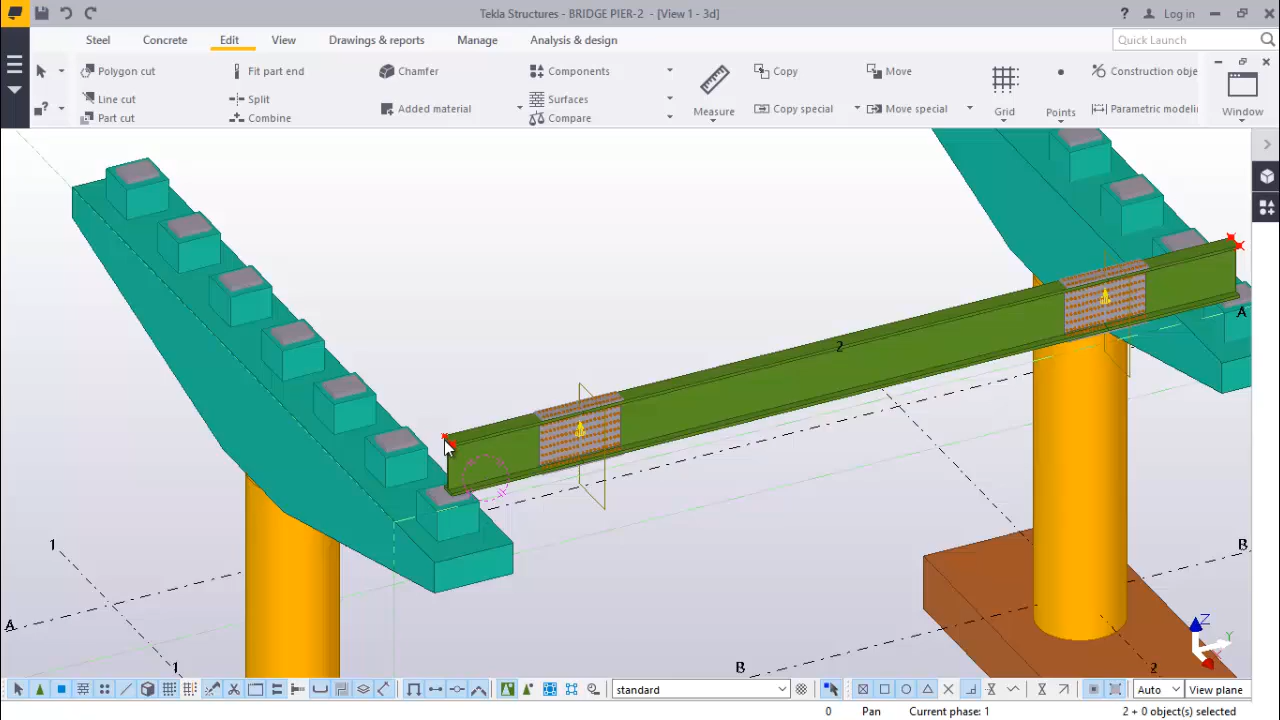 Tekla Structures - BRIDGE PIER-2 - [View 1 - 3d]
? Log in
Steel Concrete Edit View Drawings & reports Manage Analysis & design Quick Launch
Polygon cut Fit part end Chamfer Components Copy Move Construction obje
Line cut Split Added material Surfaces Measure Copy special Move special Grid Points Parametric modeli Window
Part cut Combine Compare
2
A
1
B
A
Z
Y
B
1
2
standard Auto View plane
0 Pan Current phase: 1 2 + 0 object(s) selected